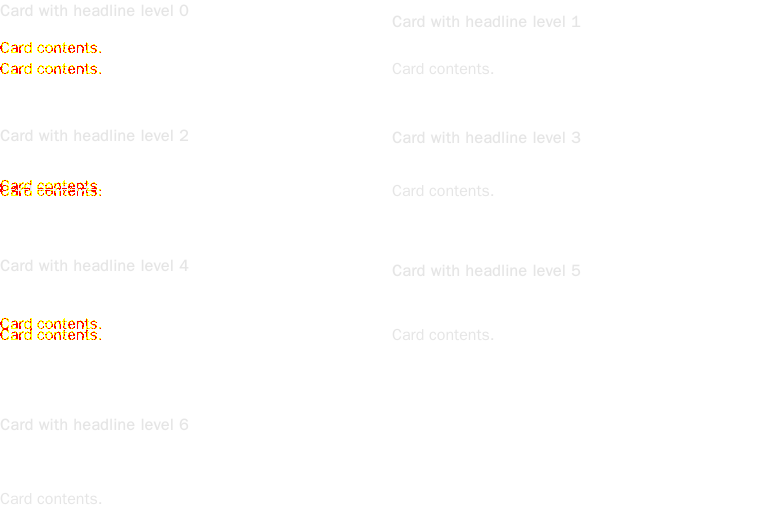 Card with headline level 0
Card with headline level 1
Card contents.
Card contents.
Card contents.
Card with headline level 2
Card with headline level 3
Card contents.
Card contents.
Card contents.
Card with headline level 4
Card with headline level 5
Card contents.
Card contents.
Card contents.
Card with headline level 6
Card contents.